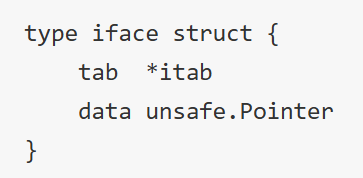 type iface struct {
    tab  *itab
    data unsafe.Pointer
}